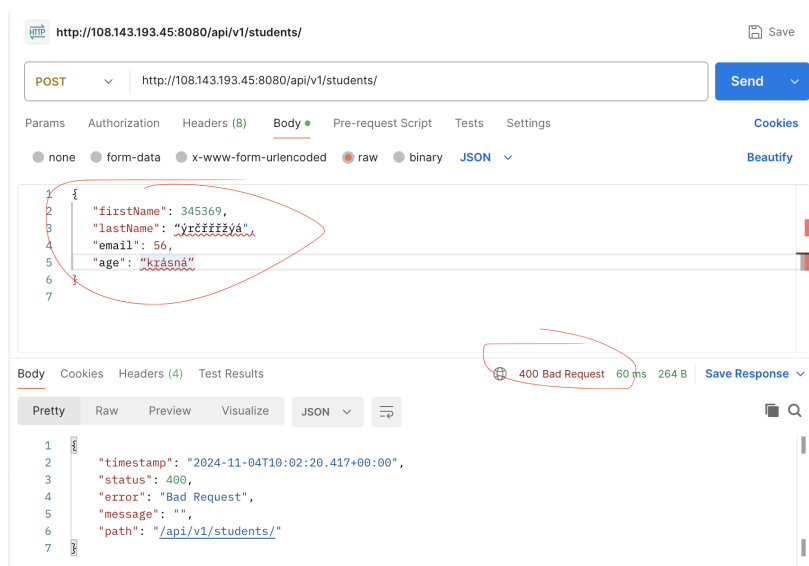 HTTP http://108.143.193.45:8080/api/v1/students/ Save
POST http://108.143.193.45:8080/api/v1/students/ Send
Params Authorization Headers (8) Body Pre-request Script Tests Settings Cookies
none form-data x-www-form-urlencoded raw binary JSON Beautify
1 {
2 "firstName": 345369,
3 "lastName": “ýrčřřřžýá",
4 "email": 56,
5 "age": “krásná”
6 }
7
Body Cookies Headers (4) Test Results 400 Bad Request 60 ms 264 B Save Response
Pretty Raw Preview Visualize JSON
1 {
2 "timestamp": "2024-11-04T10:02:20.417+00:00",
3 "status": 400,
4 "error": "Bad Request",
5 "message": "",
6 "path": "/api/v1/students/"
7 }